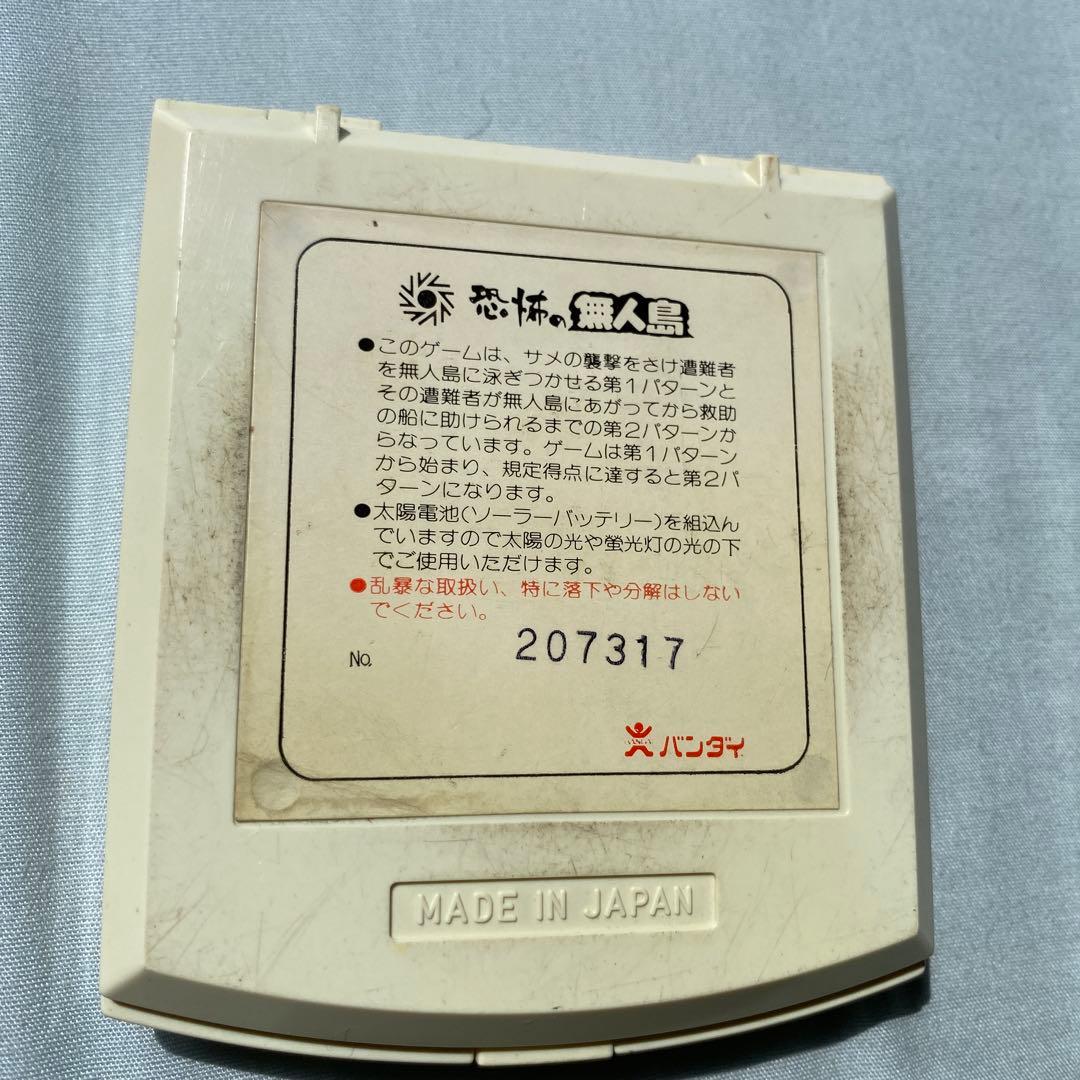 恐怖の無人島
●このゲームは、サメの襲撃をさけ遭難者
を無人島に泳ぎつかせる第1パターンと
その遭難者が無人島にあがってから救助
の船に助けられるまでの第2パターンか
らなっています。ゲームは第1パターン
から始まり、規定得点に達すると第2パ
ターンになります。
●太陽電池(ソーラーバッテリー)を組込ん
でいますので太陽の光や螢光灯の光の下
でご使用いただけます。
●乱暴な取扱い、特に落下や分解はしない
でください。
No. 207317
バンダイ
MADE IN JAPAN